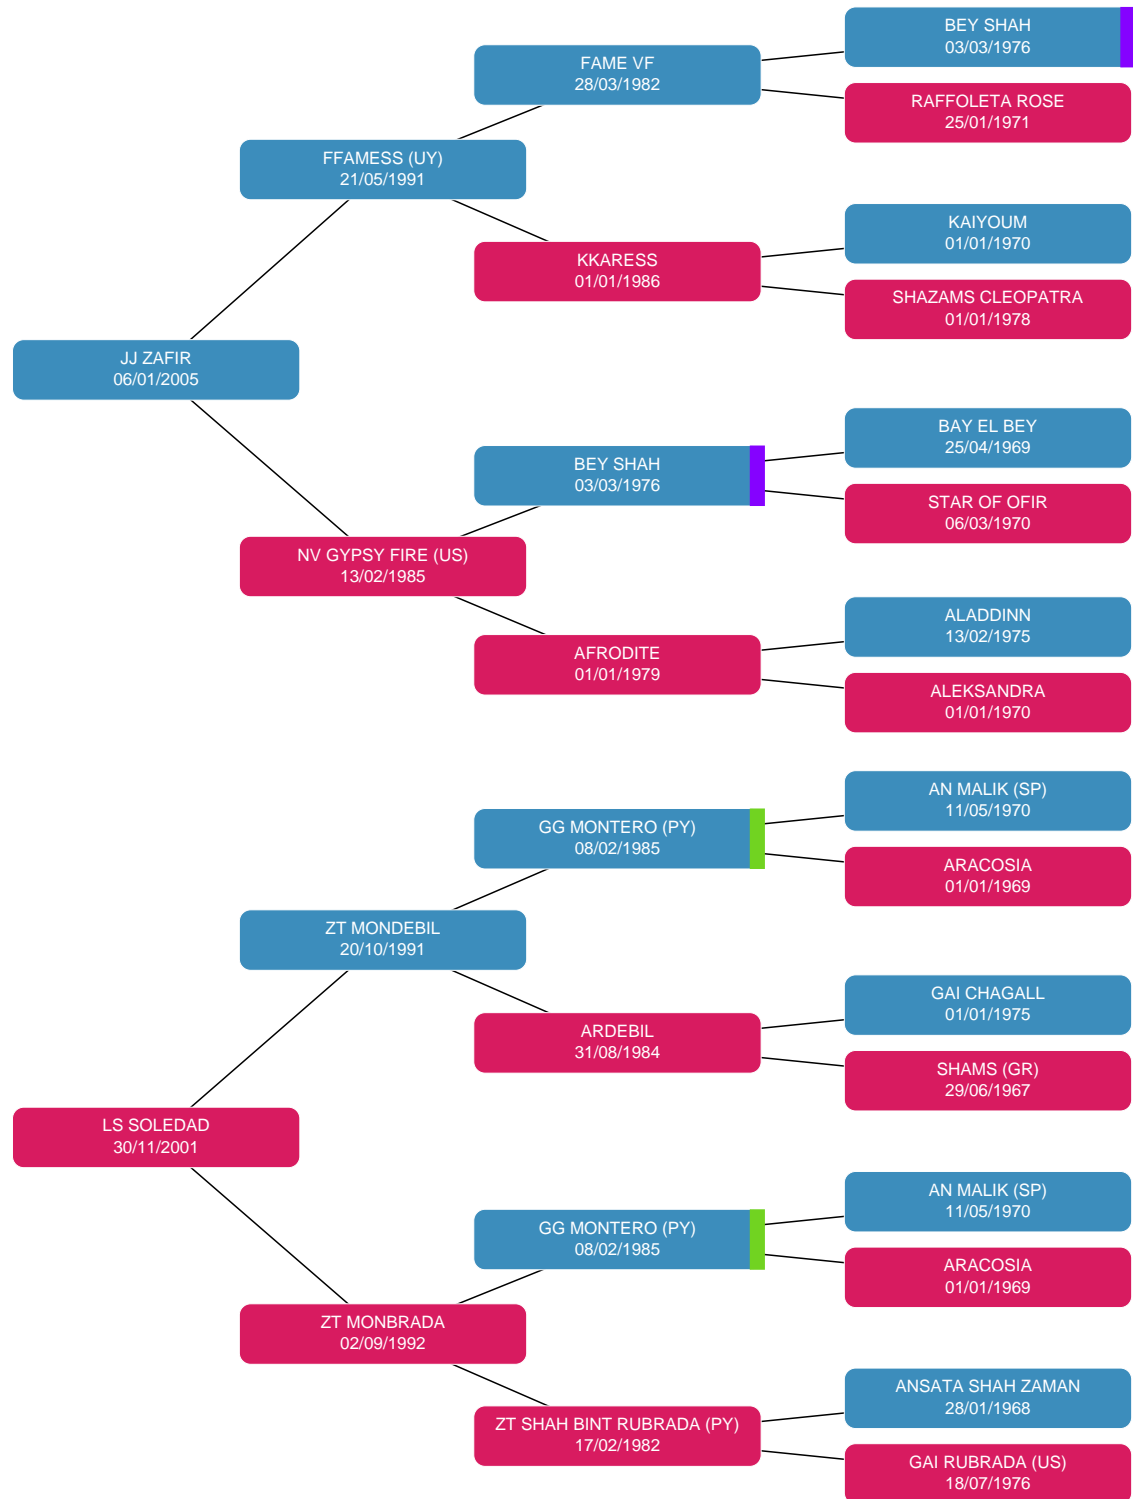 BEY SHAH
03/03/1976
FAME VF
28/03/1982
RAFFOLETA ROSE
25/01/1971
FFAMESS (UY)
21/05/1991
KAIYOUM
01/01/1970
KKARESS
01/01/1986
SHAZAMS CLEOPATRA
01/01/1978
JJ ZAFIR
06/01/2005
BAY EL BEY
25/04/1969
BEY SHAH
03/03/1976
STAR OF OFIR
06/03/1970
NV GYPSY FIRE (US)
13/02/1985
ALADDINN
13/02/1975
AFRODITE
01/01/1979
ALEKSANDRA
01/01/1970
AN MALIK (SP)
11/05/1970
GG MONTERO (PY)
08/02/1985
ARACOSIA
01/01/1969
ZT MONDEBIL
20/10/1991
GAI CHAGALL
01/01/1975
ARDEBIL
31/08/1984
SHAMS (GR)
29/06/1967
LS SOLEDAD
30/11/2001
AN MALIK (SP)
11/05/1970
GG MONTERO (PY)
08/02/1985
ARACOSIA
01/01/1969
ZT MONBRADA
02/09/1992
ANSATA SHAH ZAMAN
28/01/1968
ZT SHAH BINT RUBRADA (PY)
17/02/1982
GAI RUBRADA (US)
18/07/1976